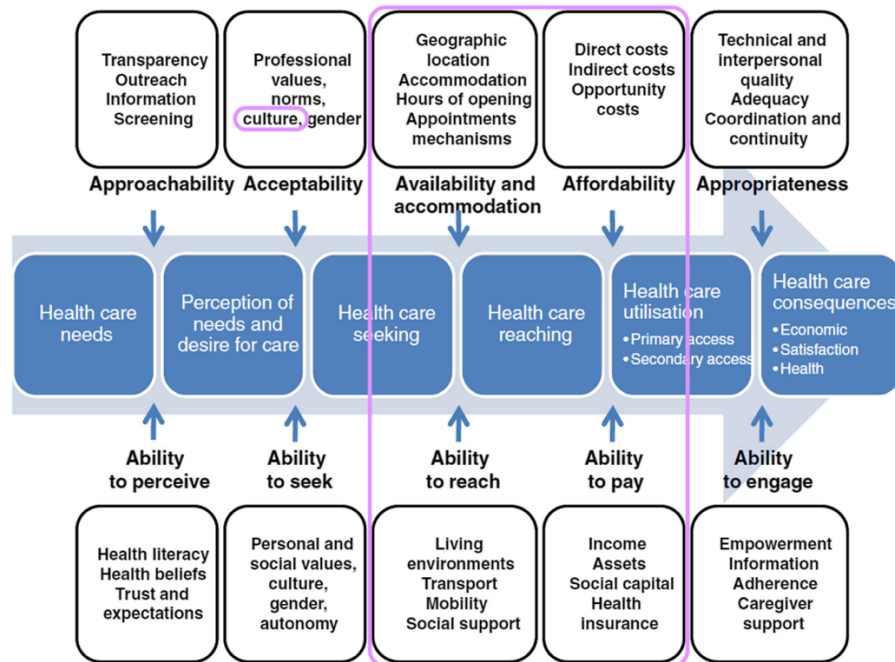 Transparency
Outreach
Information
Screening
Professional
values,
norms,
culture, gender
Geographic
location
Accommodation
Hours of opening
Appointments
mechanisms
Direct costs
Indirect costs
Opportunity
costs
Technical and
interpersonal
quality
Adequacy
Coordination and
continuity
Approachability
Acceptability
Availability and
accommodation
Affordability
Appropriateness
Health care
needs
Perception of
needs and
desire for care
Health care
seeking
Health care
reaching
Health care
utilisation
•Primary access
•Secondary access
Health care
consequences
•Economic
•Satisfaction
•Health
Ability
to perceive
Ability
to seek
Ability
to reach
Ability
to pay
Ability
to engage
Health literacy
Health beliefs
Trust and
expectations
Personal and
social values,
culture,
gender,
autonomy
Living
environments
Transport
Mobility
Social support
Income
Assets
Social capital
Health
insurance
Empowerment
Information
Adherence
Caregiver
support